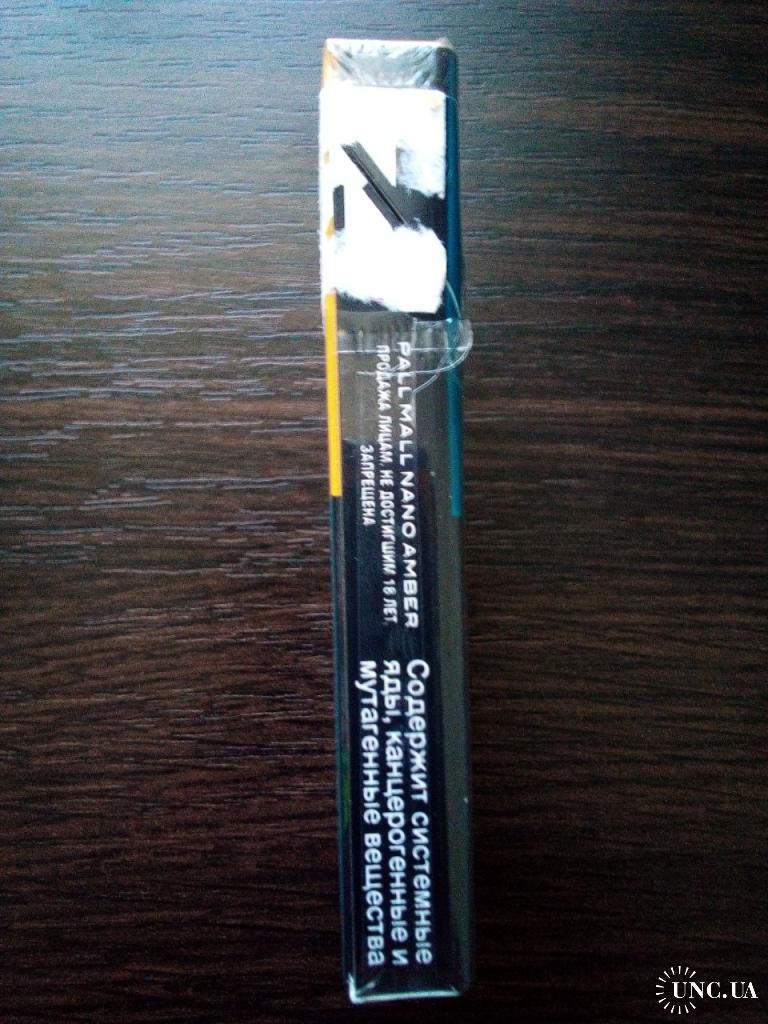 PALL MALL NANO AMBER
ПРОДАЖА ЛИЦАМ, НЕ ДОСТИГШИМ 18 ЛЕТ,
ЗАПРЕЩЕНА
Содержит системные
яды, канцерогенные и
мутагенные вещества
UNC.UA